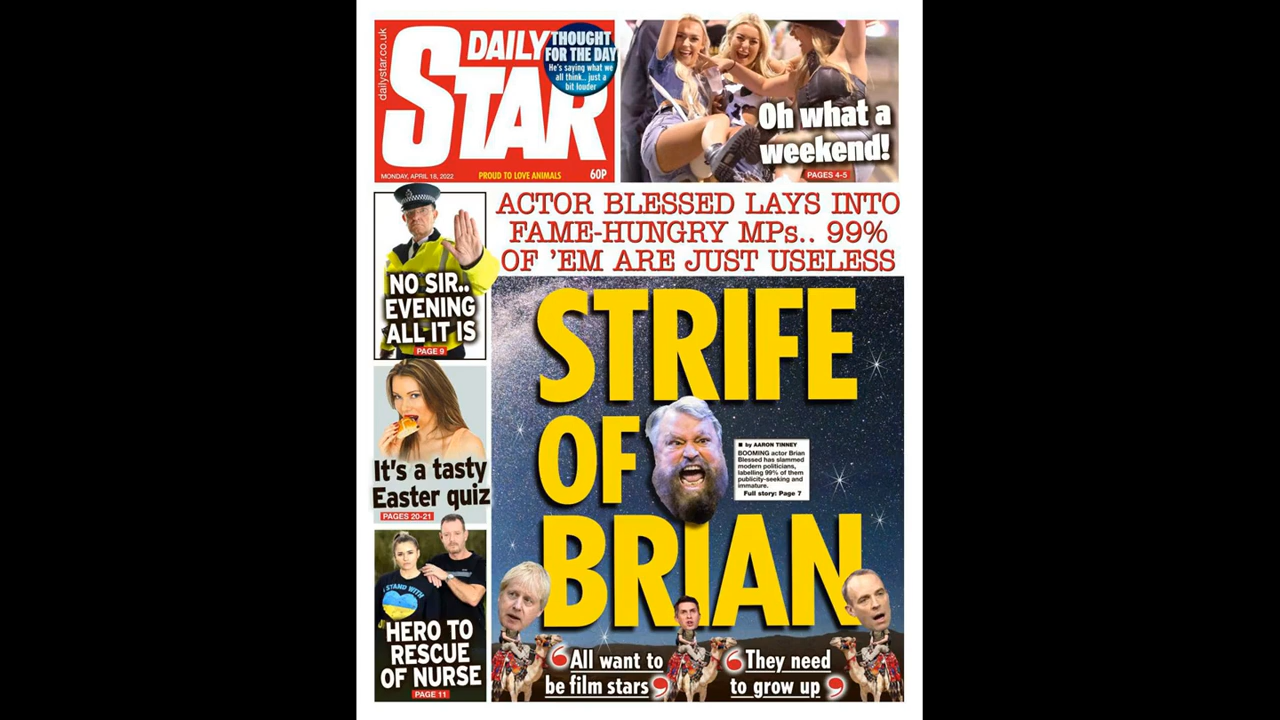 dailystar.co.uk
DAILY
STAR
THOUGHT
FOR THE DAY
He's saying what we
all think.. just a
bit louder
MONDAY, APRIL 18, 2022
PROUD TO LOVE ANIMALS
60P
Oh what a
weekend!
PAGES 4-5
ACTOR BLESSED LAYS INTO
FAME-HUNGRY MPs.. 99%
OF 'EM ARE JUST USELESS
NO SIR..
EVENING
ALL IT IS
PAGE 9
It's a tasty
Easter quiz
PAGES 20-21
I STAND WITH
HERO TO
RESCUE
OF NURSE
PAGE 11
STRIFE
OF
BRIAN
■ by AARON TINNEY
BOOMING actor Brian
Blessed has slammed
modern politicians,
labelling 99% of them
publicity-seeking and
immature.
Full story: Page 7
❛All want to
be film stars❜
❛They need
to grow up❜